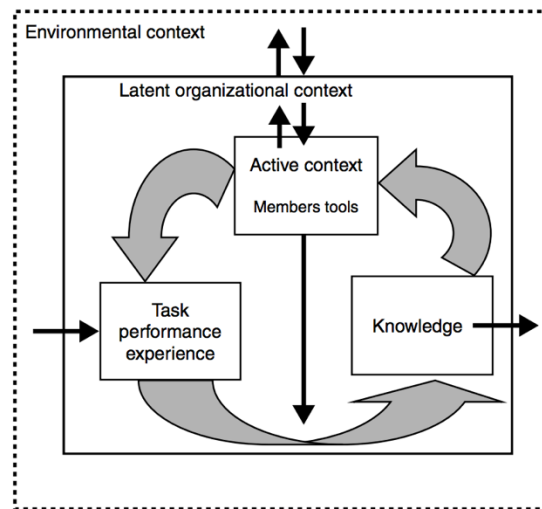 Environmental context
Latent organizational context
Active context
Members tools
Task
performance
experience
Knowledge